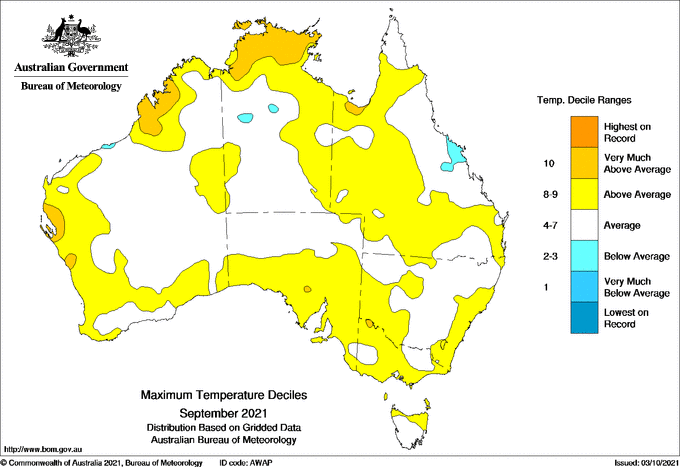 Australian Government
Bureau of Meteorology
Temp. Decile Ranges
Highest on
Record
10
Very Much
Above Average
8-9
Above Average
4-7
Average
2-3
Below Average
1
Very Much
Below Average
Lowest on
Record
Maximum Temperature Deciles
September 2021
Distribution Based on Gridded Data
Australian Bureau of Meteorology
http://www.bom.gov.au
© Commonwealth of Australia 2021, Bureau of Meteorology ID code: AWAP Issued: 03/10/2021